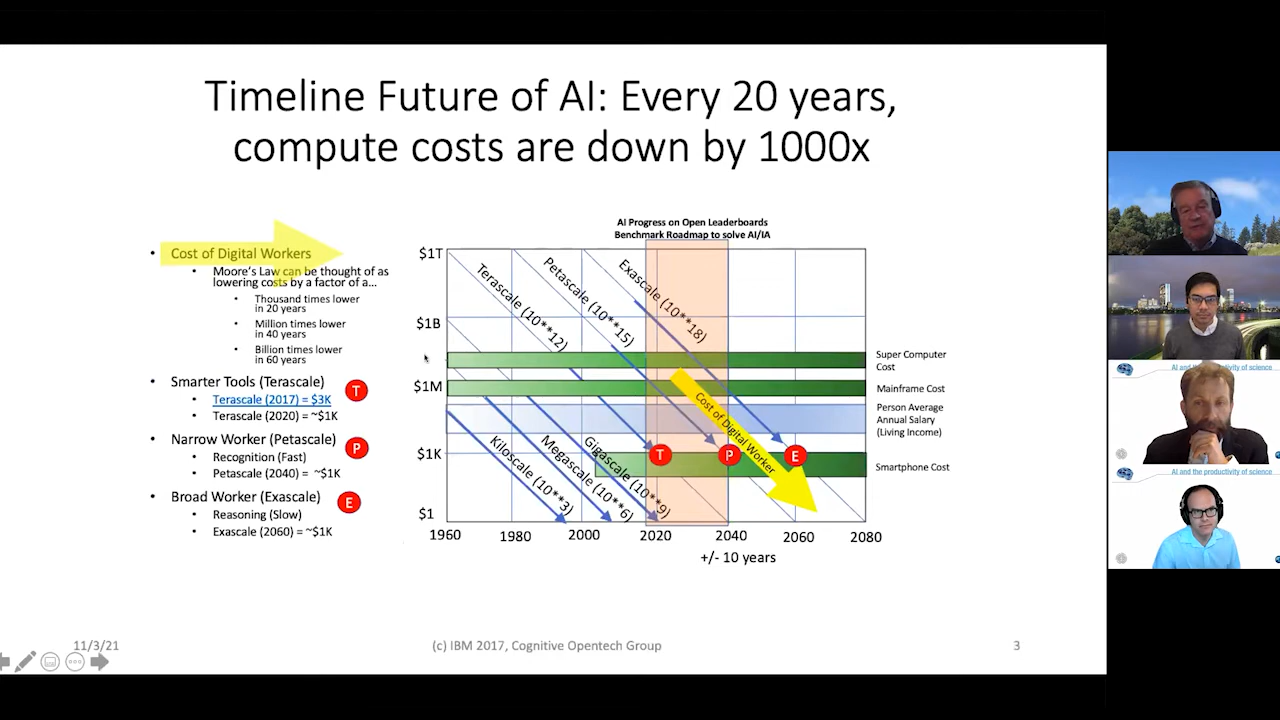 Timeline Future of AI: Every 20 years,
compute costs are down by 1000x
• Cost of Digital Workers
• Moore's Law can be thought of as
lowering costs by a factor of a…
• Thousand times lower
in 20 years
• Million times lower
in 40 years
• Billion times lower
in 60 years
• Smarter Tools (Terascale)
T
• Terascale (2017) = $3K
• Terascale (2020) = ~$1K
• Narrow Worker (Petascale)
P
• Recognition (Fast)
• Petascale (2040) = ~$1K
• Broad Worker (Exascale)
E
• Reasoning (Slow)
• Exascale (2060) = ~$1K
AI Progress on Open Leaderboards
Benchmark Roadmap to solve AI/IA
$1T
$1B
$1M
$1K
$1
Terascale (10**12)
Petascale (10**15)
Exascale (10**18)
Kiloscale (10**3)
Megascale (10**6)
Gigascale (10**9)
Cost of Digital Worker
T
P
E
Super Computer
Cost
Mainframe Cost
Person Average
Annual Salary
(Living Income)
Smartphone Cost
1960 1980 2000 2020 2040 2060 2080
+/- 10 years
11/3/21
(c) IBM 2017, Cognitive Opentech Group
3
AI and the productivity of science
AI and the productivity of science